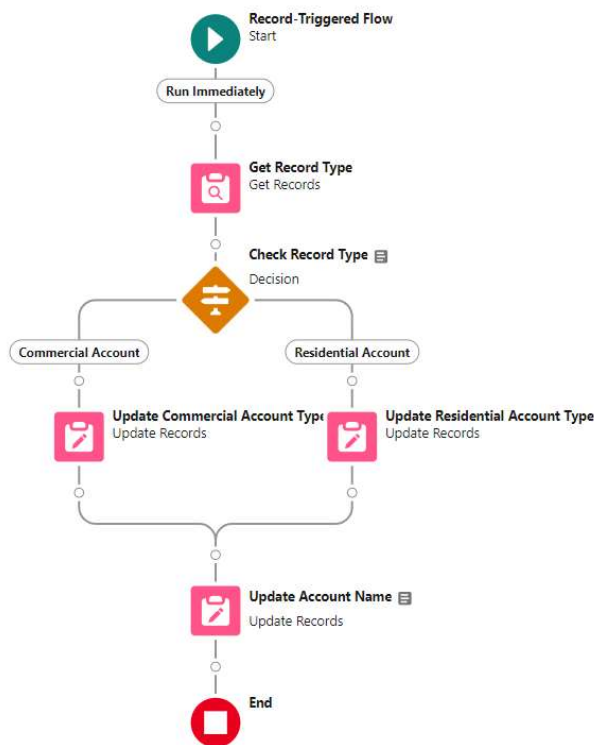 Record-Triggered Flow
Start
Run Immediately
Get Record Type
Get Records
Check Record Type
Decision
Commercial Account
Residential Account
Update Commercial Account Type
Update Records
Update Residential Account Type
Update Records
Update Account Name
Update Records
End